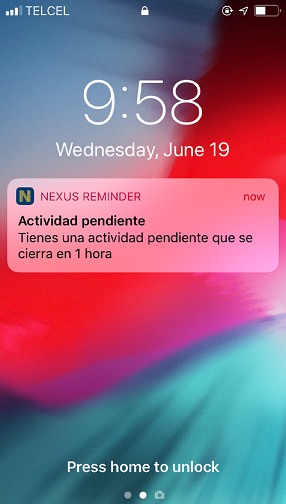 TELCEL
9:58
Wednesday, June 19
N NEXUS REMINDER now
Actividad pendiente
Tienes una actividad pendiente que se
cierra en 1 hora
Press home to unlock